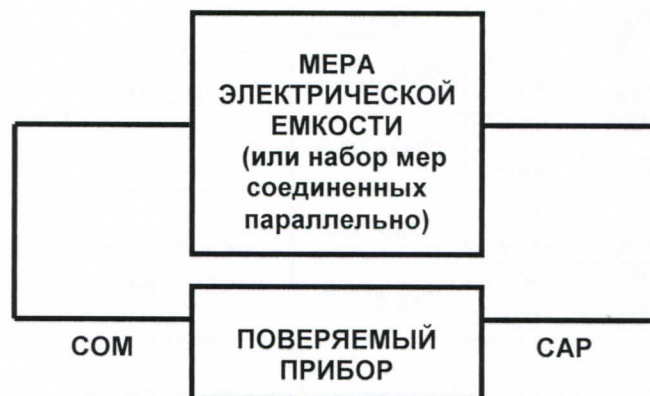 МЕРА
ЭЛЕКТРИЧЕСКОЙ
ЕМКОСТИ
(или набор мер
соединенных
параллельно)
COM
ПОВЕРЯЕМЫЙ
ПРИБОР
CAP